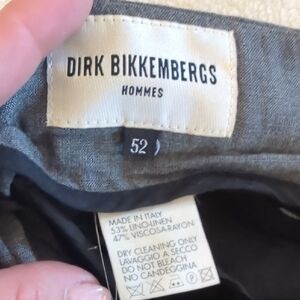 DIRK BIKKEMBERGS
HOMMES
52
MADE IN ITALY
53% LINO-LINEN
47% VISCOSA-RAYON
DRY CLEANING ONLY
LAVAGGIO A SECCO
DO NOT BLEACH
NO CANDEGGINA